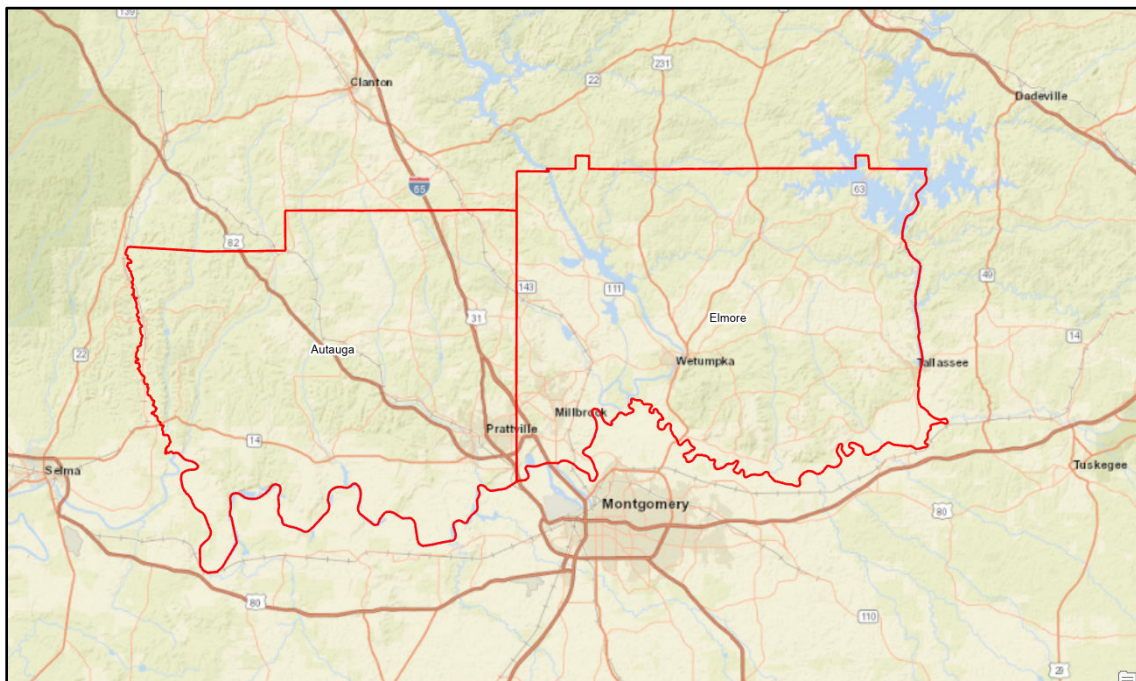 139
Clanton
22
231
Dadeville
65
63
82
49
143
111
31
Elmore
14
22
Autauga
Wetumpka
Tallassee
Millbrook
Prattville
14
Selma
Tuskegee
Montgomery
80
80
110
29